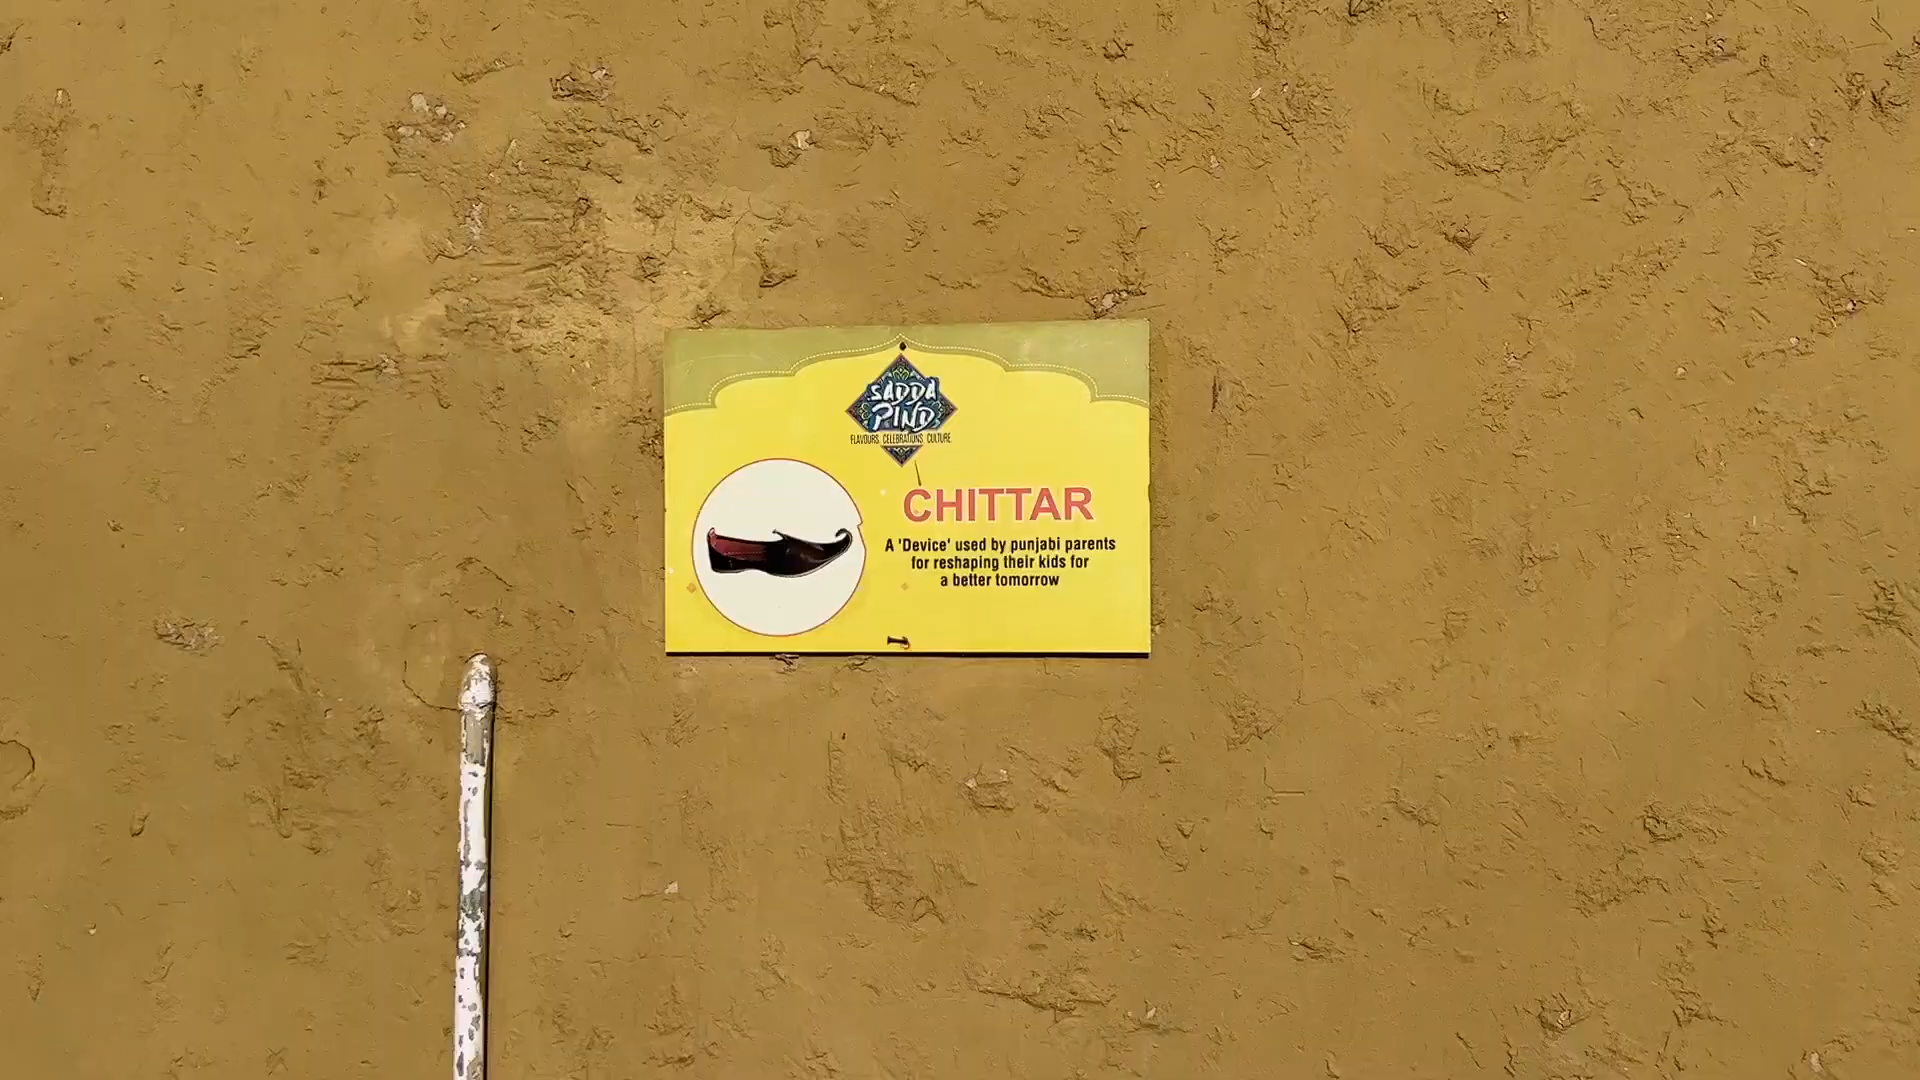 SADDA
PIND
FLAVOURS. CELEBRATIONS. CULTURE.
CHITTAR
A 'Device' used by punjabi parents
for reshaping their kids for
a better tomorrow